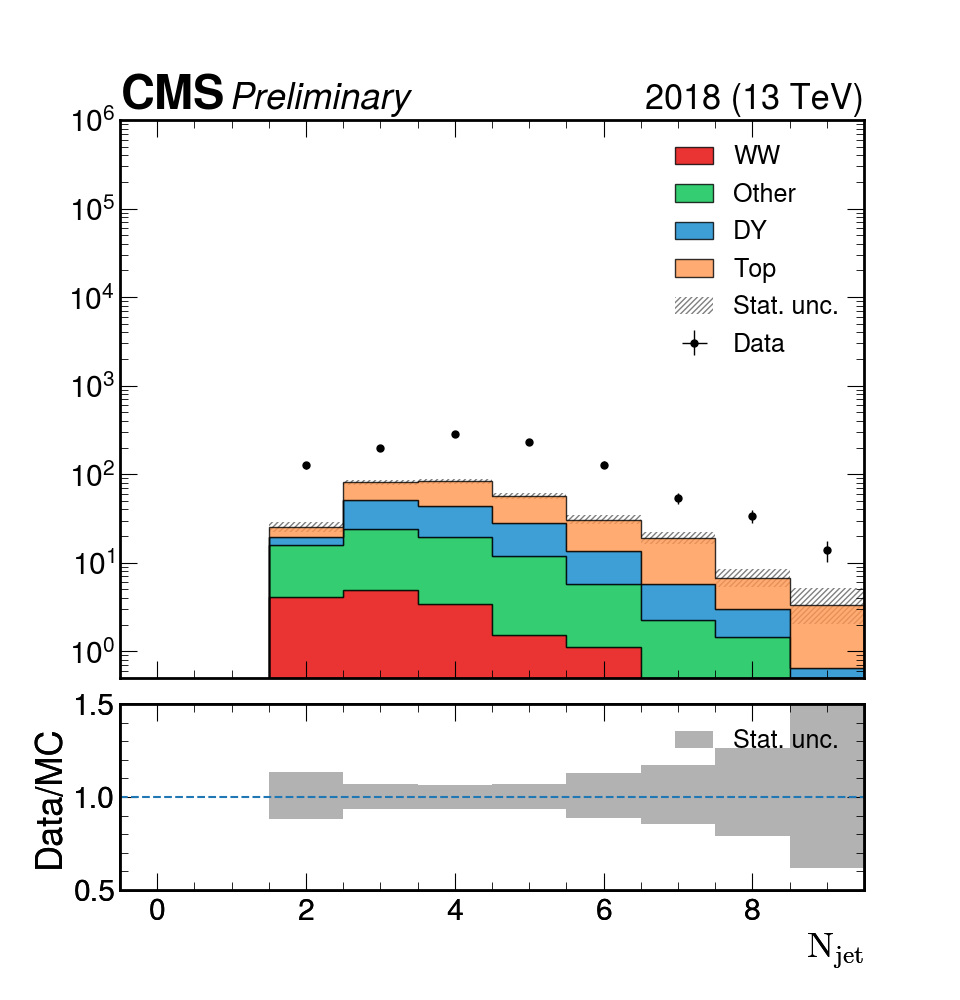 CMS Preliminary 2018 (13 TeV)
10^6
10^5
10^4
10^3
10^2
10^1
10^0
WW
Other
DY
Top
Stat. unc.
Data
Data/MC
1.5
1.0
0.5
Stat. unc.
0 2 4 6 8
N_jet